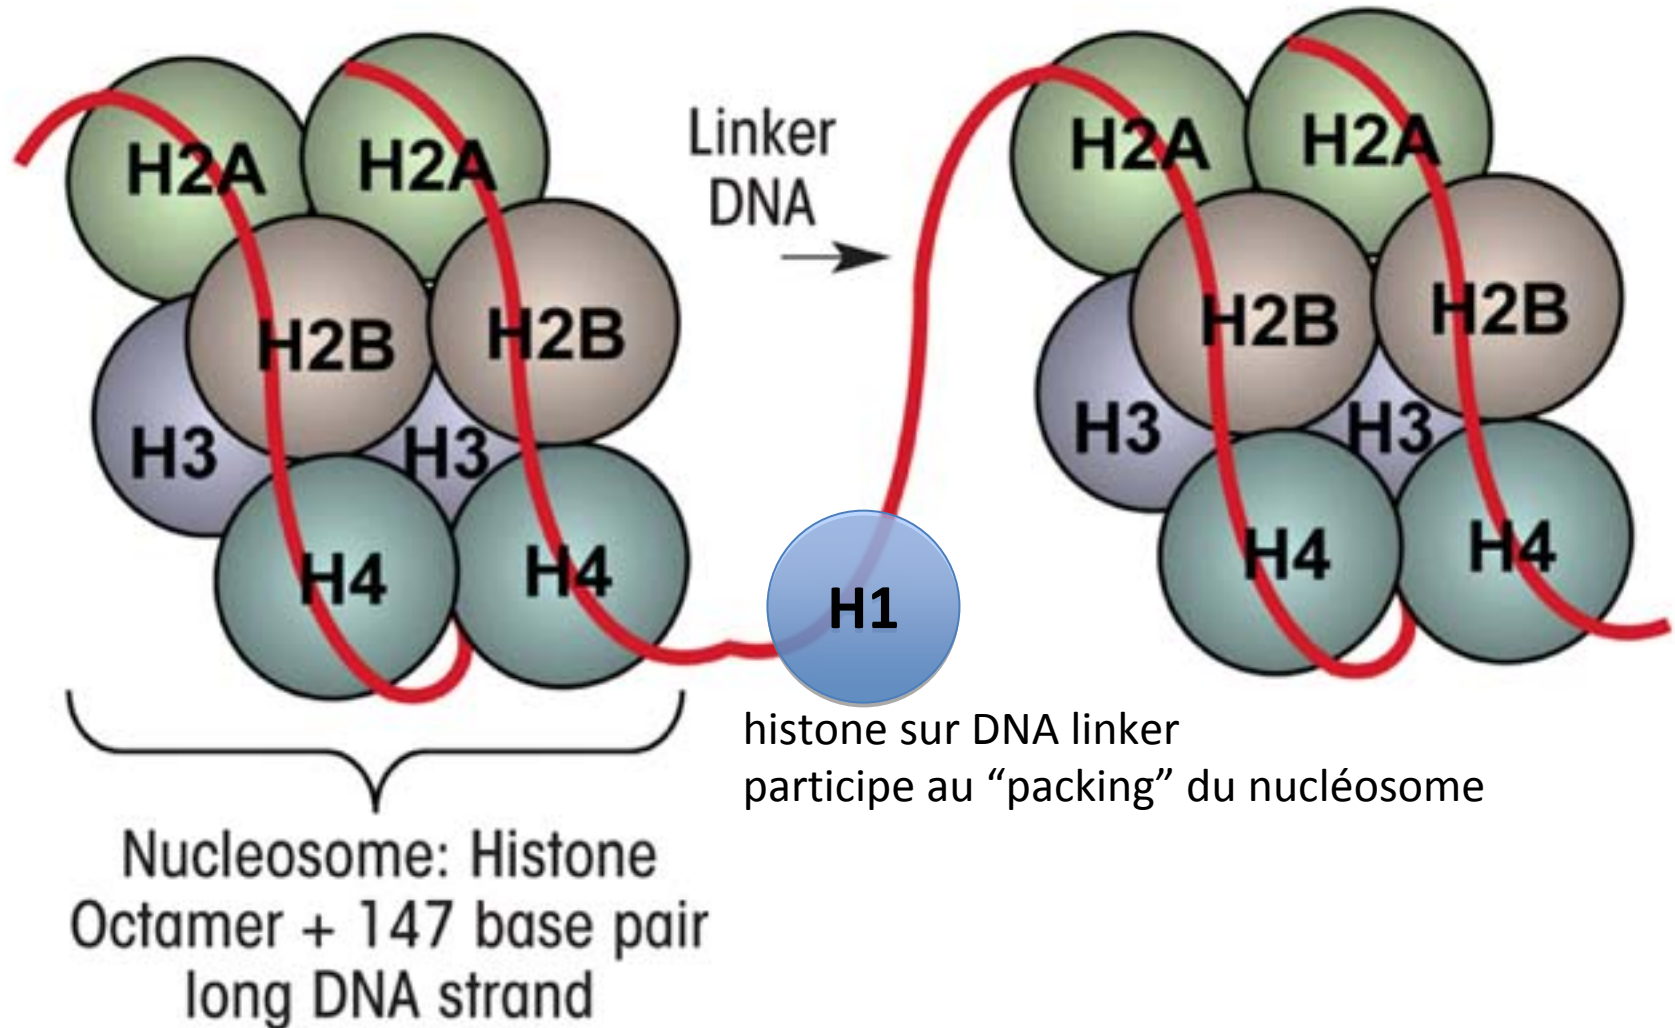 H2A
H2A
H2B
H2B
H3
H3
H4
H4
Linker
DNA
H2A
H2A
H2B
H2B
H3
H3
H4
H4
H1
histone sur DNA linker
participe au “packing” du nucléosome
Nucleosome: Histone
Octamer + 147 base pair
long DNA strand